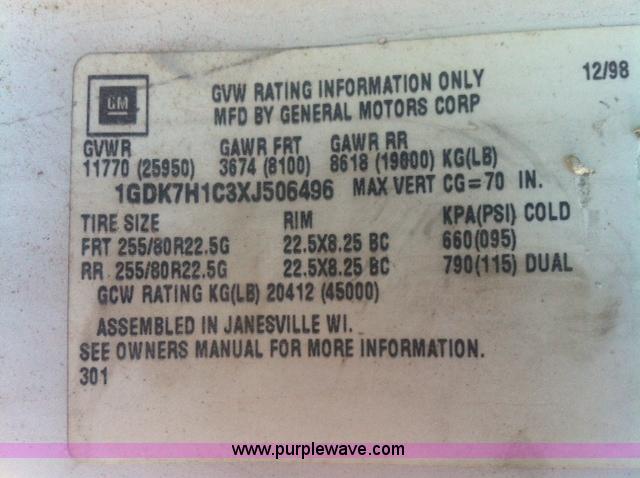 GM
GVW RATING INFORMATION ONLY 12/98
MFD BY GENERAL MOTORS CORP
GVWR GAWR FRT GAWR RR
11770 (25950) 3674 (8100) 8618 (19000) KG(LB)
1GDK7H1C3XJ506496 MAX VERT CG=70 IN.
TIRE SIZE RIM KPA(PSI) COLD
FRT 255/80R22.5G 22.5X8.25 BC 660(095)
RR 255/80R22.5G 22.5X8.25 BC 790(115) DUAL
GCW RATING KG(LB) 20412 (45000)
ASSEMBLED IN JANESVILLE WI.
SEE OWNERS MANUAL FOR MORE INFORMATION.
301
www.purplewave.com